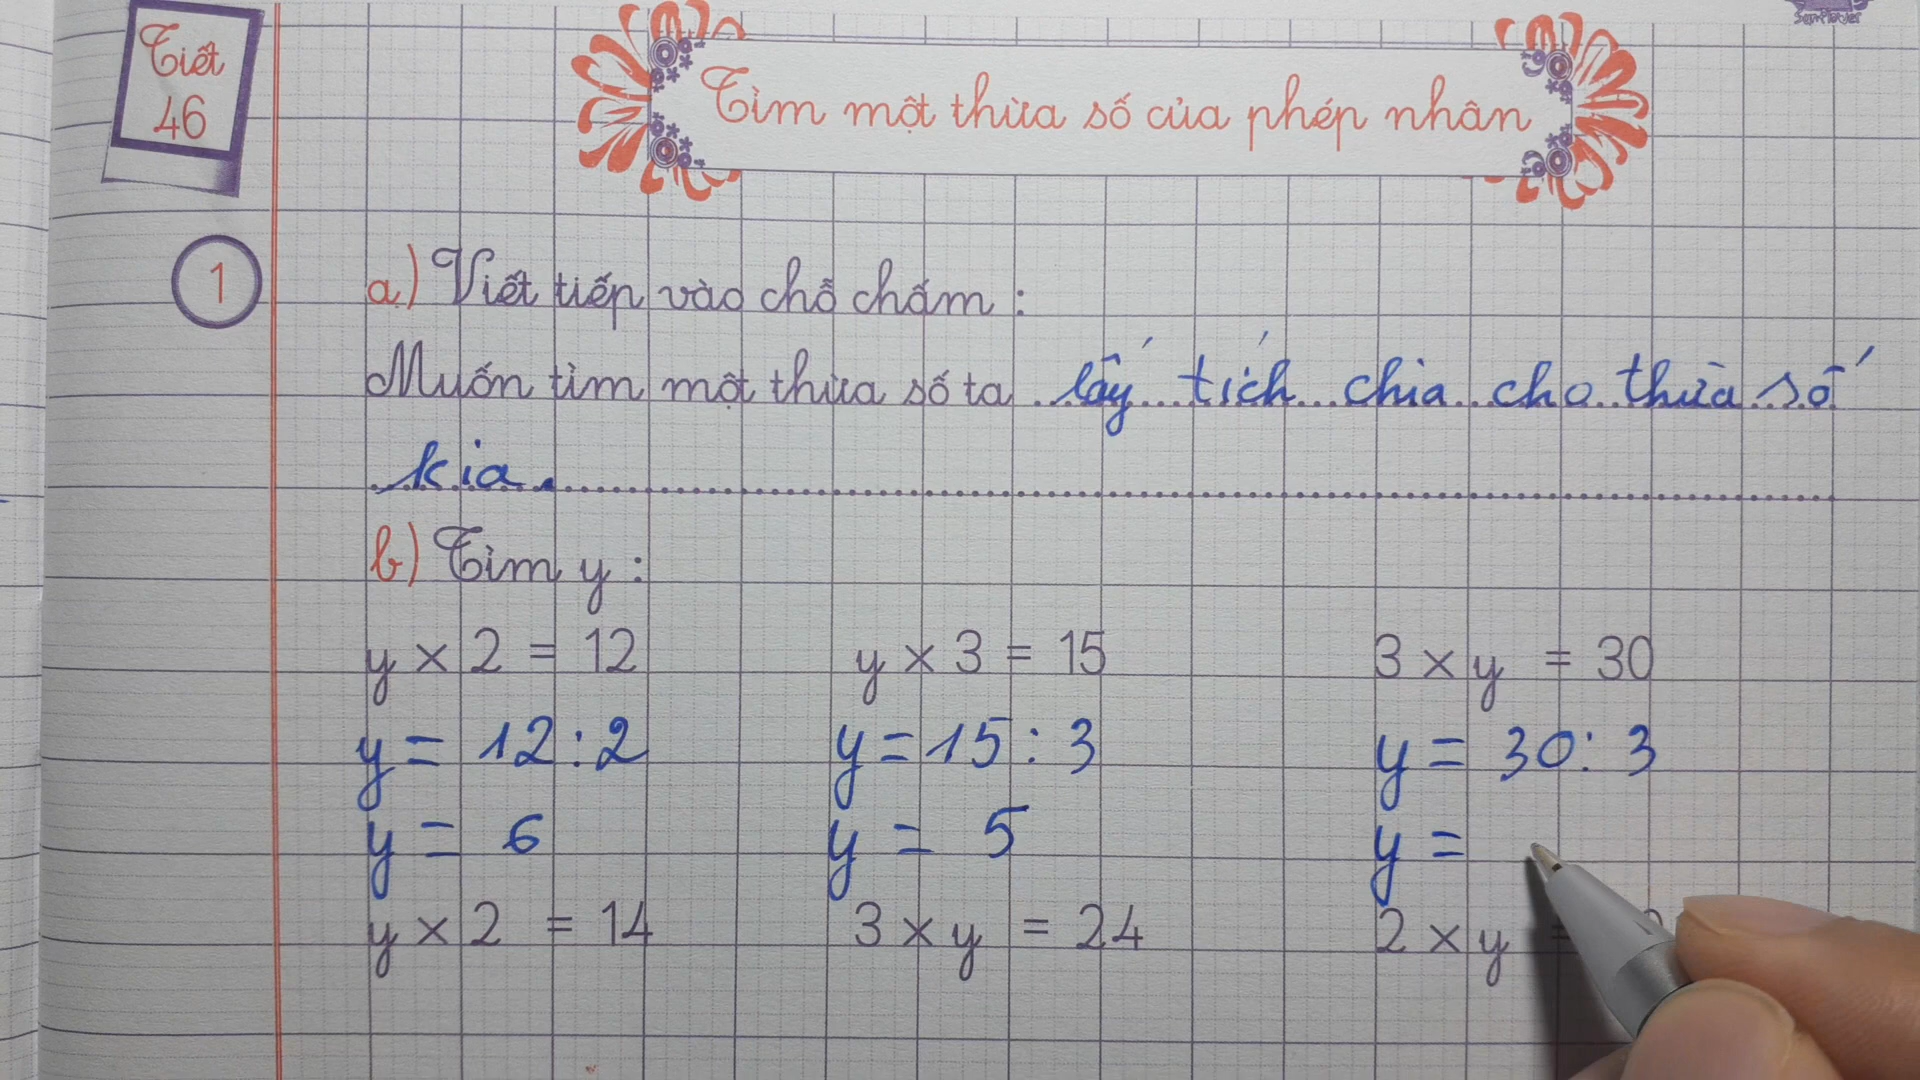 Sunflower
Tiết
46
Tìm một thừa số của phép nhân
1
a) Viết tiếp vào chỗ chấm :
Muốn tìm một thừa số ta lấy tích chia cho thừa số
kia.
b) Tìm y :
y × 2 = 12 y × 3 = 15 3 × y = 30
y = 12 : 2 y = 15 : 3 y = 30 : 3
y = 6 y = 5 y =
y × 2 = 14 3 × y = 24 2 × y =